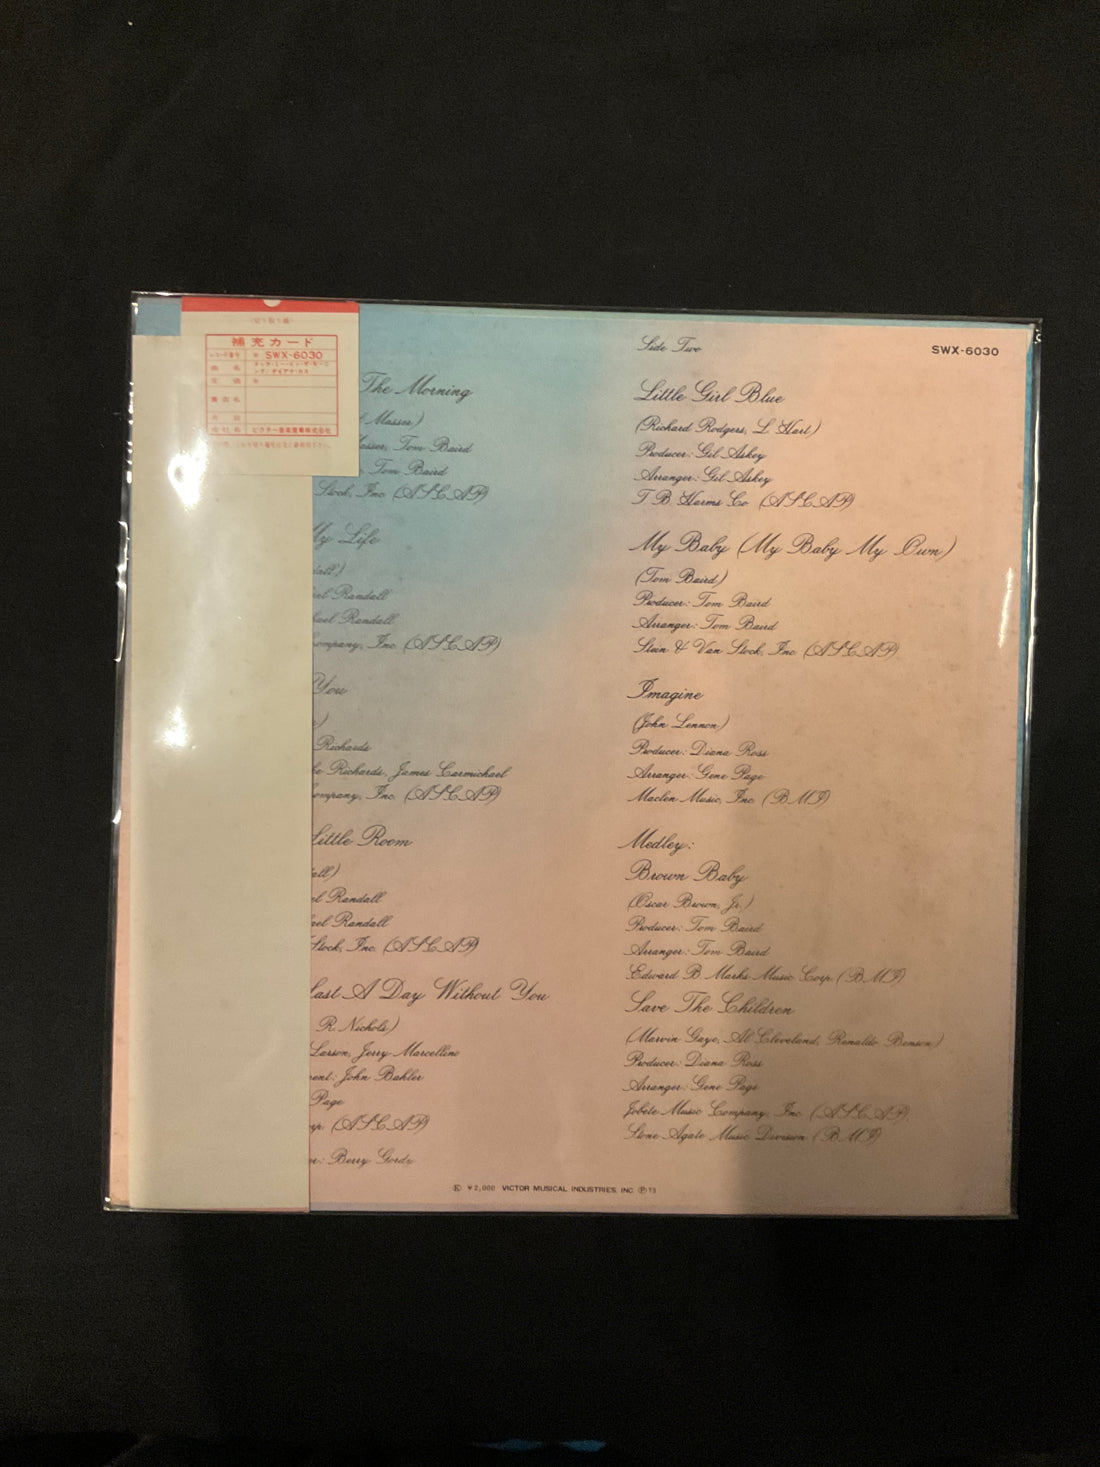 補充カード
SWX-6030
The Morning
Masser)
Masser, Tom Baird
Tom Baird
Stock, Inc. (ASCAP)
My Life
Randall
Randall
Company, Inc. (ASCAP)
You
Richards
Richards, James Carmichael
Company, Inc. (ASCAP)
Little Room
Randall
Randall
Stock, Inc. (ASCAP)
Last A Day Without You
R. Nichols)
Larson, Jerry Marcellino
John Bahler
Page
(ASCAP)
Berry Gordy
Side Two
SWX-6030
Little Girl Blue
(Richard Rodgers, L. Hart)
Producer: Gil Askey
Arranger: Gil Askey
T. B. Harms Co. (ASCAP)
My Baby (My Baby My Own)
(Tom Baird)
Producer: Tom Baird
Arranger: Tom Baird
Stein & Van Stock, Inc. (ASCAP)
Imagine
(John Lennon)
Producer: Diana Ross
Arranger: Gene Page
Maclen Music, Inc. (BMI)
Medley:
Brown Baby
(Oscar Brown, Jr.)
Producer: Tom Baird
Arranger: Tom Baird
Edward B. Marks Music Corp. (BMI)
Save The Children
(Marvin Gaye, Al Cleveland, Renaldo Benson)
Producer: Diana Ross
Arranger: Gene Page
Jobete Music Company, Inc. (ASCAP),
Stone Agate Music Division (BMI)
Ⓚ ¥2,000 VICTOR MUSICAL INDUSTRIES, INC. Ⓟ 73